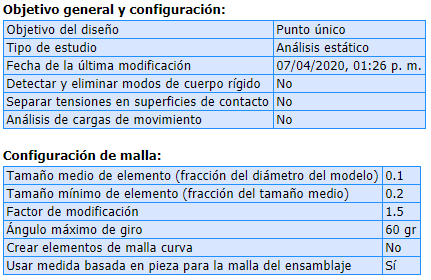 Objetivo general y configuración:
Objetivo del diseño Punto único
Tipo de estudio Análisis estático
Fecha de la última modificación 07/04/2020, 01:26 p. m.
Detectar y eliminar modos de cuerpo rígido No
Separar tensiones en superficies de contacto No
Análisis de cargas de movimiento No
Configuración de malla:
Tamaño medio de elemento (fracción del diámetro del modelo) 0.1
Tamaño mínimo de elemento (fracción del tamaño medio) 0.2
Factor de modificación 1.5
Ángulo máximo de giro 60 gr
Crear elementos de malla curva No
Usar medida basada en pieza para la malla del ensamblaje Sí